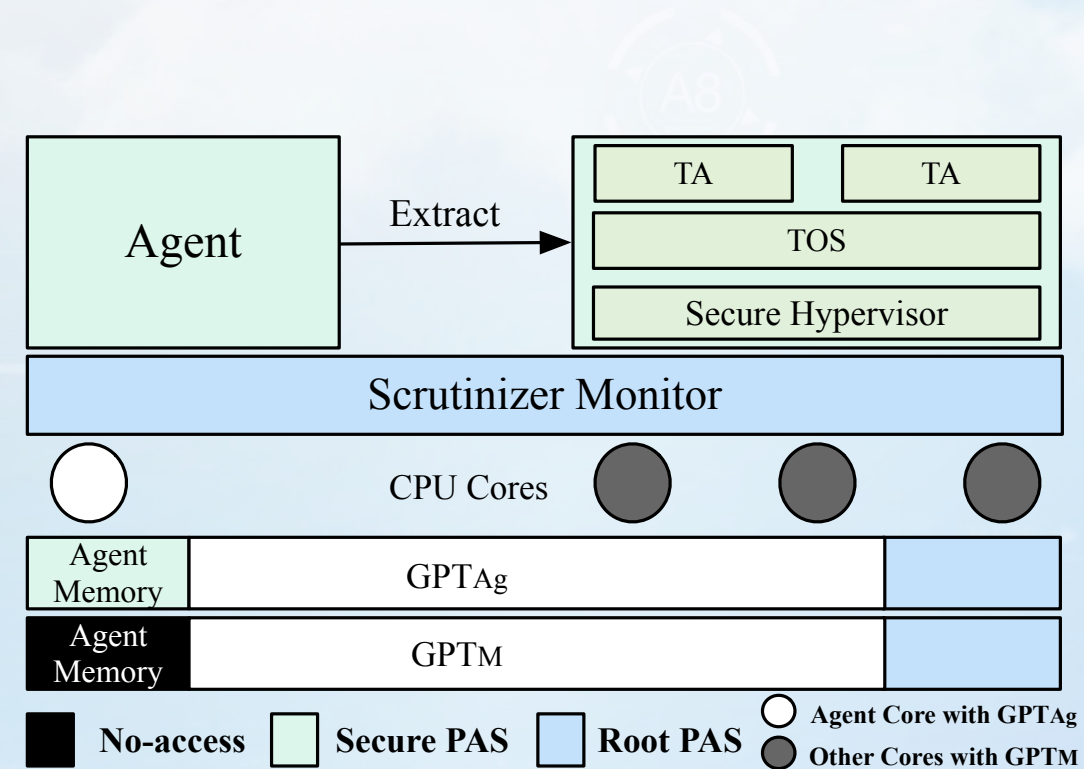 A8
TA TA
Agent Extract TOS
Secure Hypervisor
Scrutinizer Monitor
CPU Cores
Agent
Memory GPTAg
Agent
Memory GPTM
No-access Secure PAS Root PAS
Agent Core with GPTAg
Other Cores with GPTM